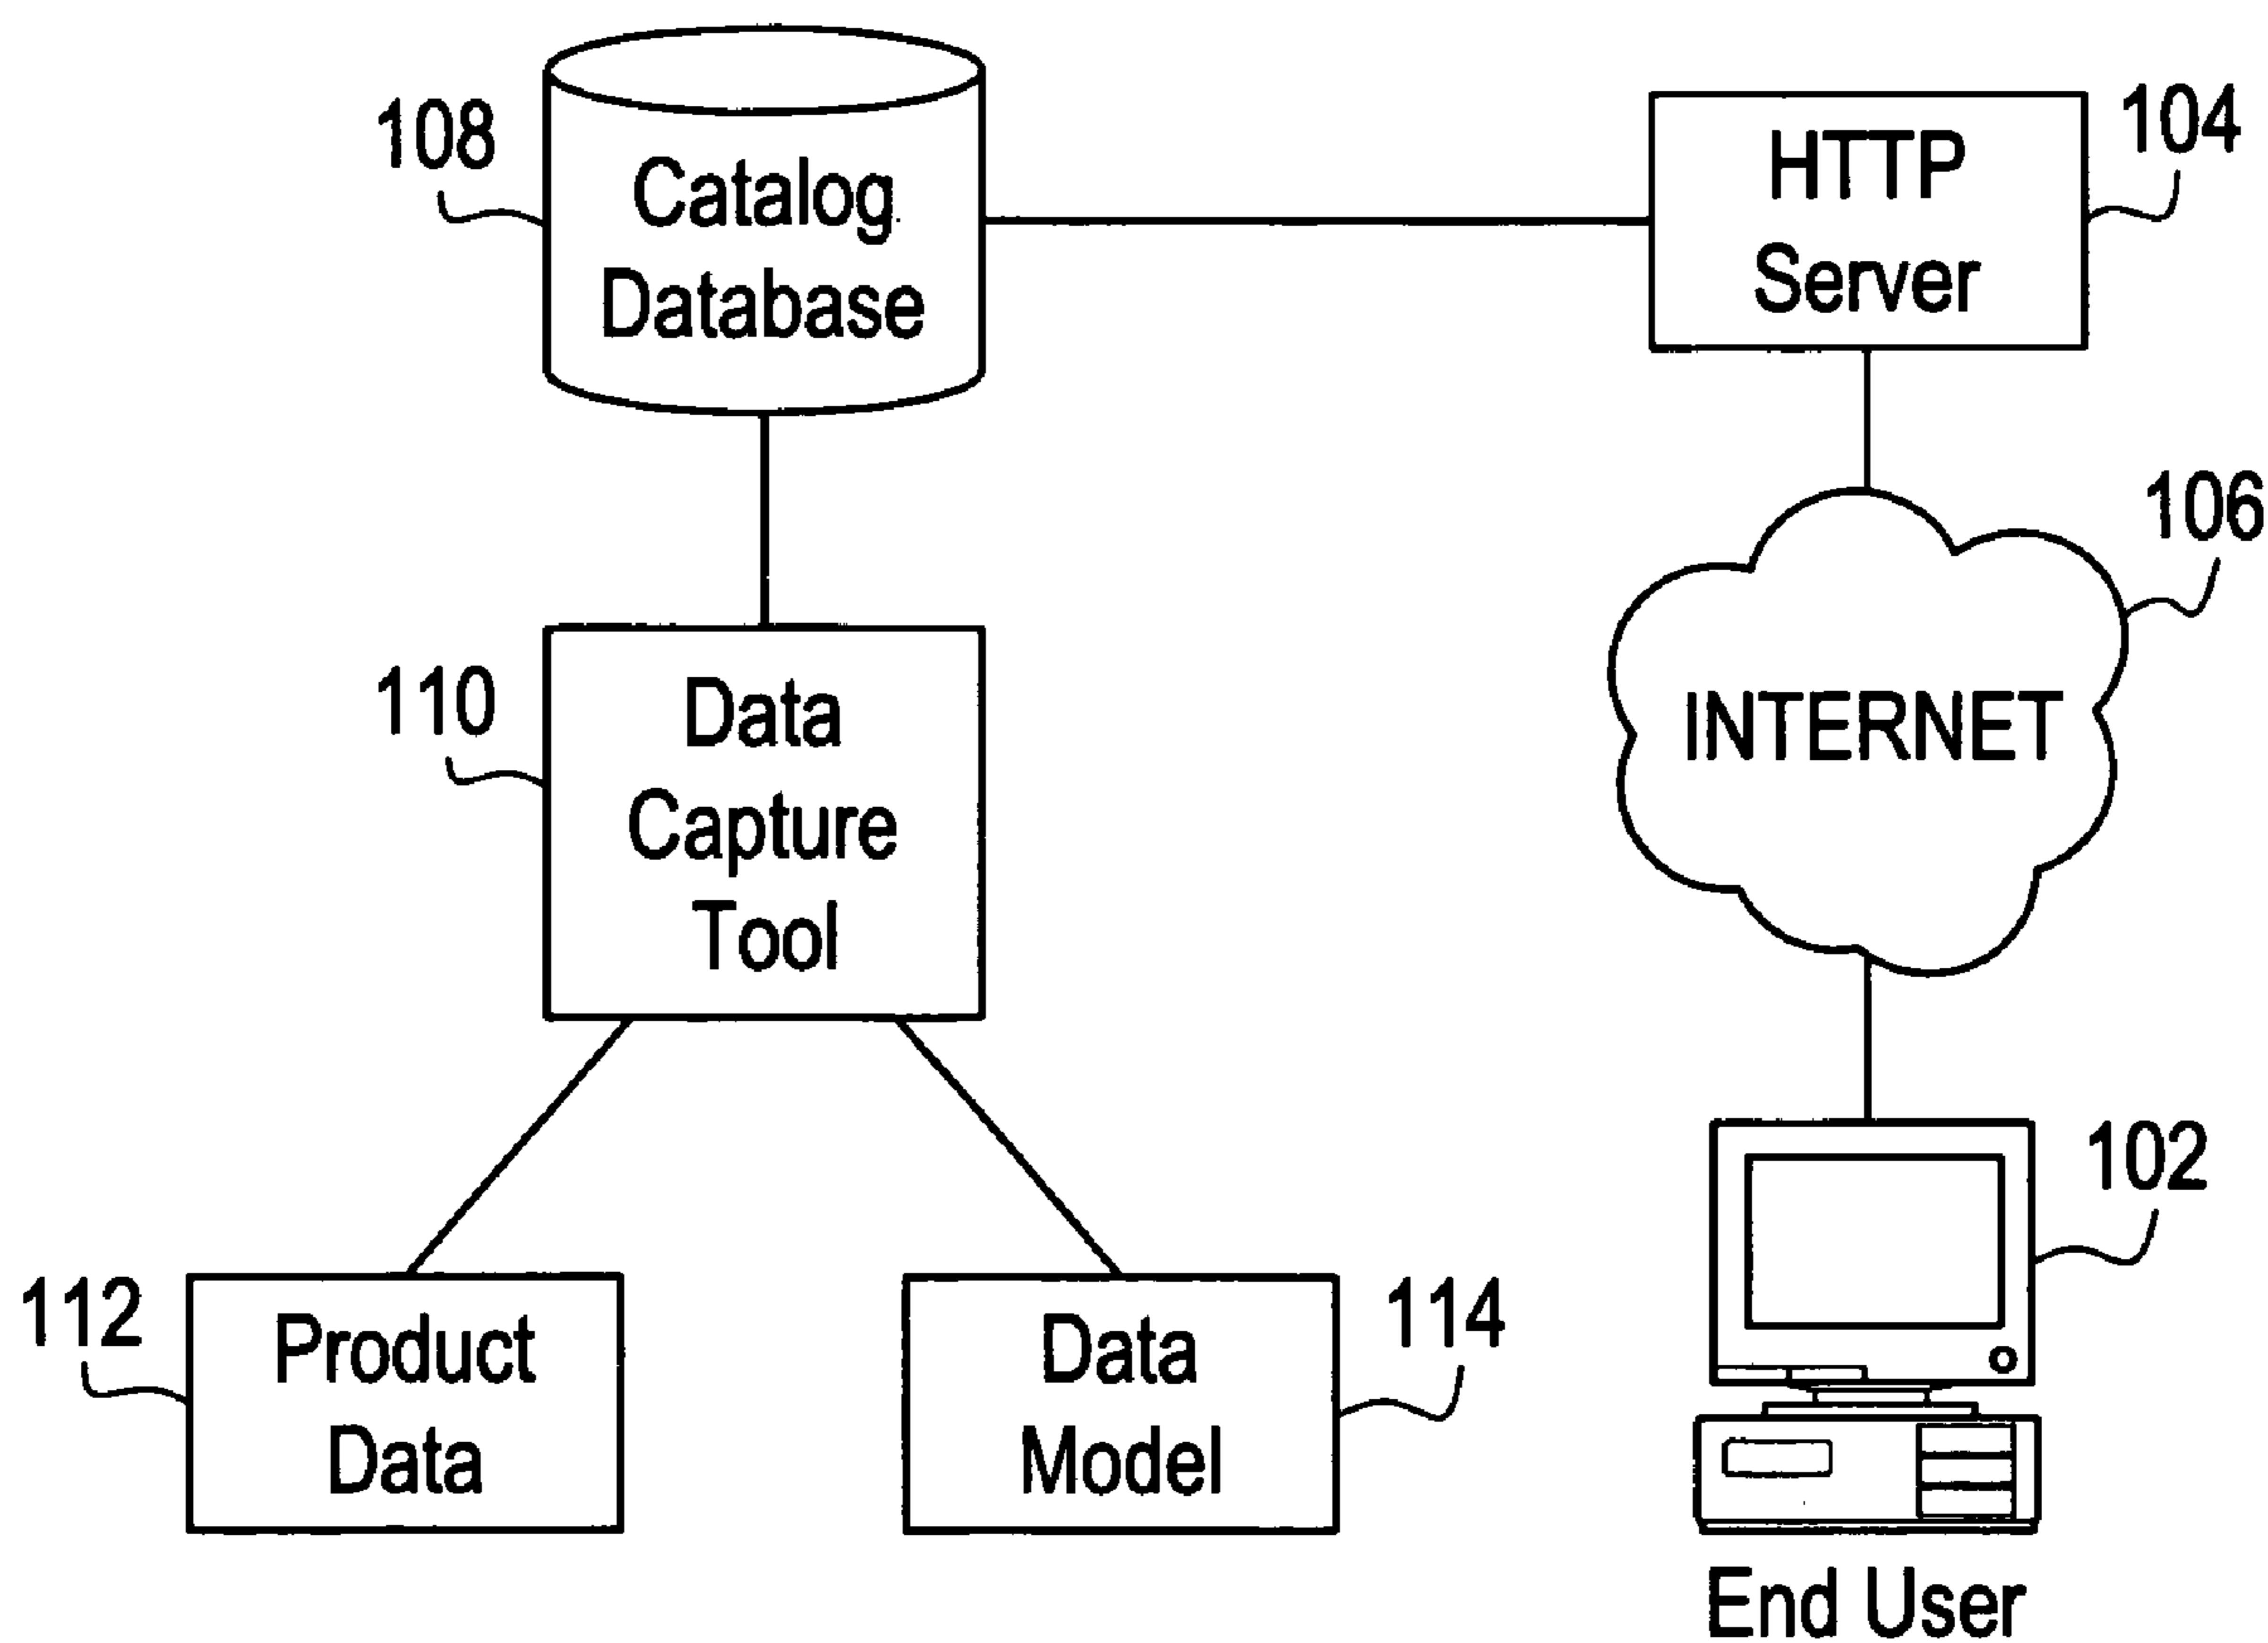 108
Catalog
Database
HTTP
Server
104
106
INTERNET
110
Data
Capture
Tool
102
112
Product
Data
Data
Model
114
End User